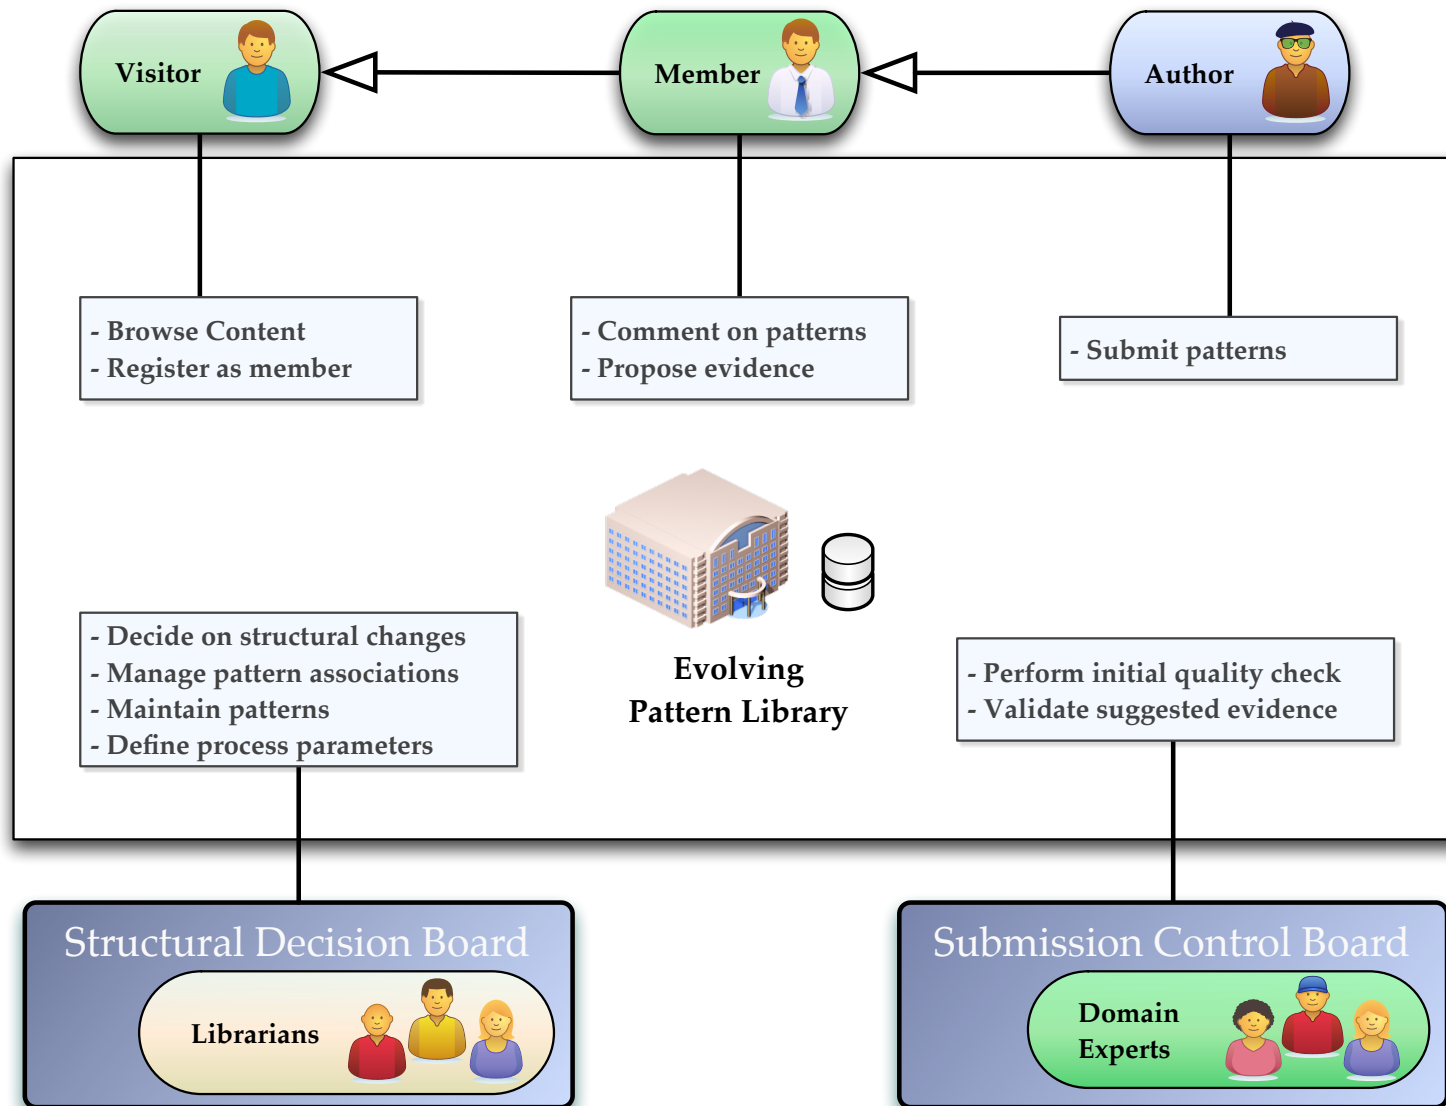 Visitor
Member
Author
- Browse Content
- Register as member
- Comment on patterns
- Propose evidence
- Submit patterns
Evolving
Pattern Library
- Decide on structural changes
- Manage pattern associations
- Maintain patterns
- Define process parameters
- Perform initial quality check
- Validate suggested evidence
Structural Decision Board
Librarians
Submission Control Board
Domain
Experts